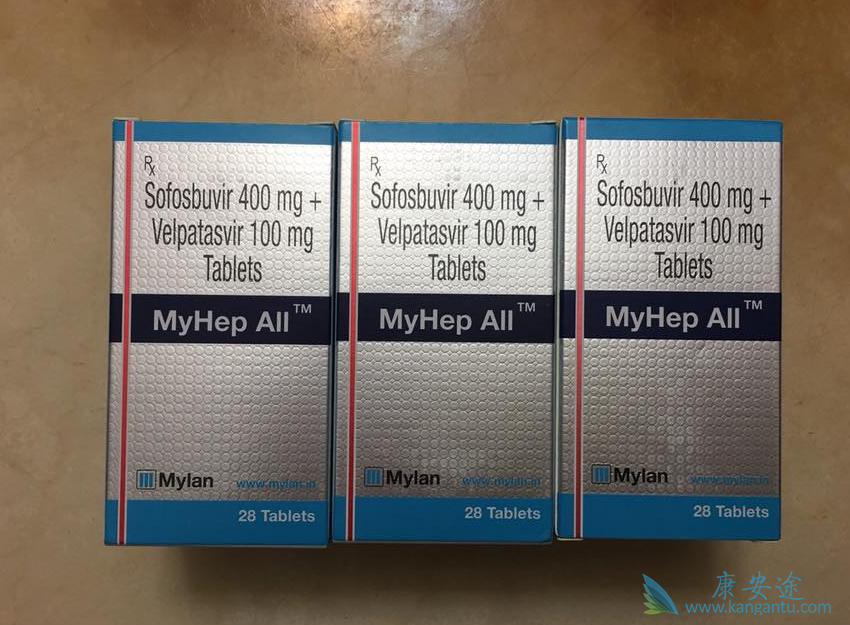 Rx
Sofosbuvir 400 mg +
Velpatasvir 100 mg
Tablets
MyHep All™
Mylan
www.mylan.in
28 Tablets
Rx
Sofosbuvir 400 mg +
Velpatasvir 100 mg
Tablets
MyHep All™
Mylan
www.mylan.in
28 Tablets
Rx
Sofosbuvir 400 mg +
Velpatasvir 100 mg
Tablets
MyHep All™
Mylan
www.mylan.in
28 Tablets
康安途
www.kangantu.com